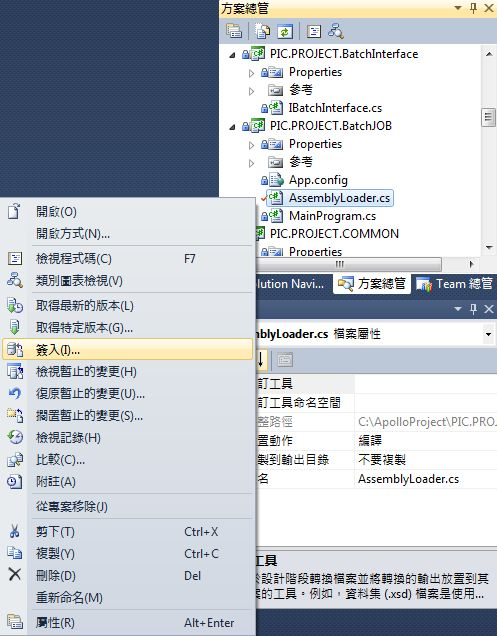 方案總管
PIC.PROJECT.BatchInterface
Properties
參考
IBatchInterface.cs
PIC.PROJECT.BatchJOB
Properties
參考
App.config
AssemblyLoader.cs
MainProgram.cs
PIC.PROJECT.COMMON
Properties
olution Navi...
方案總管
Team 總管
開啟(O)
開啟方式(N)...
檢視程式碼(C) F7
類別圖表檢視(V)
取得最新的版本(L)
取得特定版本(G)...
簽入(I)...
檢視暫止的變更(H)
復原暫止的變更(U)...
擱置暫止的變更(S)...
檢視記錄(H)
比較(C)...
附註(A)
從專案移除(J)
剪下(T) Ctrl+X
複製(Y) Ctrl+C
刪除(D) Del
重新命名(M)
屬性(R) Alt+Enter
mblyLoader.cs 檔案屬性
訂工具
訂工具命名空間
整路徑 C:\ApolloProject\PIC.PRO
置動作 編譯
製到輸出目錄 不要複製
名 AssemblyLoader.cs
工具
設計階段轉換檔案並將轉換的輸出放置到其
案的工具。例如，資料集 (.xsd) 檔案是使用...